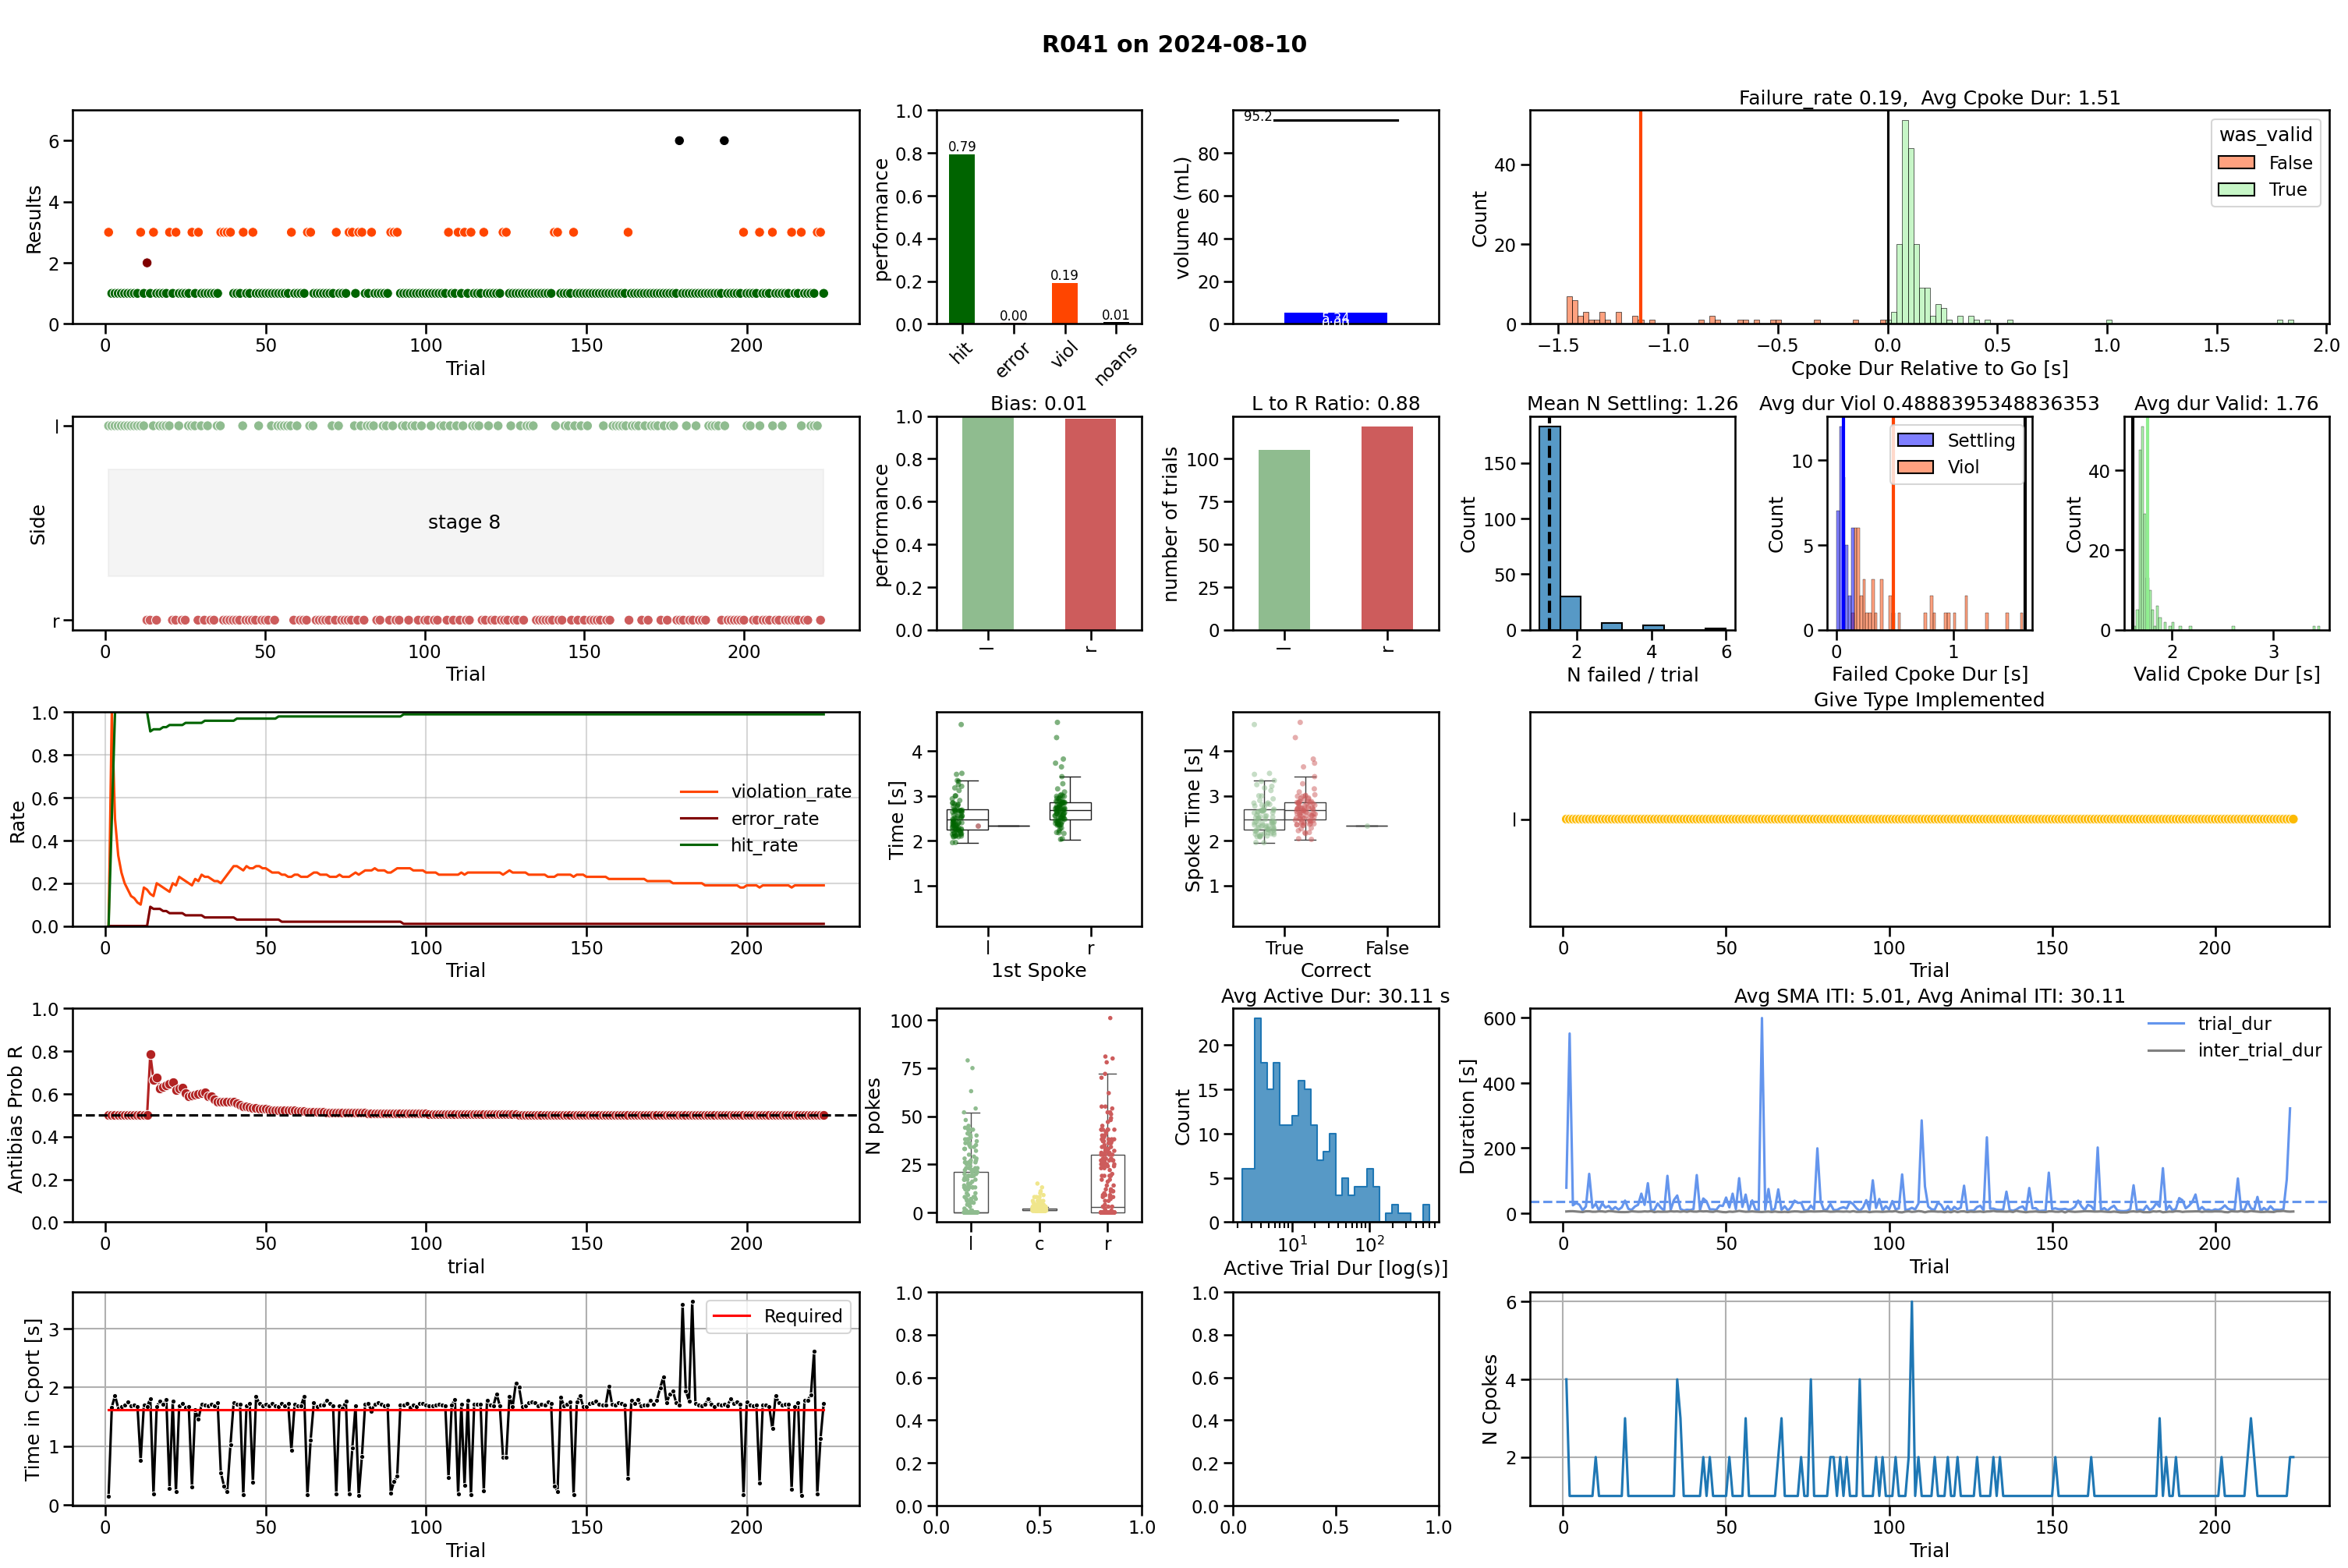 R041 on 2024-08-10
Results
6
4
2
0
0
50
100
150
200
Trial
performance
1.0
0.8
0.6
0.4
0.2
0.0
0.79
0.00
0.19
0.01
hit
error
viol
noans
volume (mL)
95.2
80
60
40
20
0
Failure_rate 0.19,  Avg Cpoke Dur: 1.51
Count
40
20
0
was_valid
False
True
−1.5
−1.0
−0.5
0.0
0.5
1.0
1.5
2.0
Cpoke Dur Relative to Go [s]
Side
l
r
stage 8
0
50
100
150
200
Trial
Bias: 0.01
performance
1.0
0.8
0.6
0.4
0.2
0.0
l
r
L to R Ratio: 0.88
number of trials
100
75
50
25
0
l
r
Mean N Settling: 1.26
Count
150
100
50
0
2
4
6
N failed / trial
Avg dur Viol 0.4888395348836353
Count
10
5
0
Settling
Viol
0
1
Failed Cpoke Dur [s]
Avg dur Valid: 1.76
Count
40
20
0
2
3
Valid Cpoke Dur [s]
Rate
1.0
0.8
0.6
0.4
0.2
0.0
violation_rate
error_rate
hit_rate
0
50
100
150
200
Trial
Time [s]
4
3
2
1
l
r
1st Spoke
Spoke Time [s]
4
3
2
1
True
False
Correct
Give Type Implemented
l
0
50
100
150
200
Trial
Antibias Prob R
1.0
0.8
0.6
0.4
0.2
0.0
0
50
100
150
200
trial
N pokes
100
75
50
25
0
l
c
r
Avg Active Dur: 30.11 s
Count
20
15
10
5
0
10¹
10²
Active Trial Dur [log(s)]
Avg SMA ITI: 5.01, Avg Animal ITI: 30.11
Duration [s]
600
400
200
0
trial_dur
inter_trial_dur
0
50
100
150
200
Trial
Time in Cport [s]
3
2
1
0
Required
0
50
100
150
200
Trial
1.0
0.8
0.6
0.4
0.2
0.0
0.0
0.5
1.0
1.0
0.8
0.6
0.4
0.2
0.0
0.0
0.5
1.0
N Cpokes
6
4
2
0
50
100
150
200
Trial